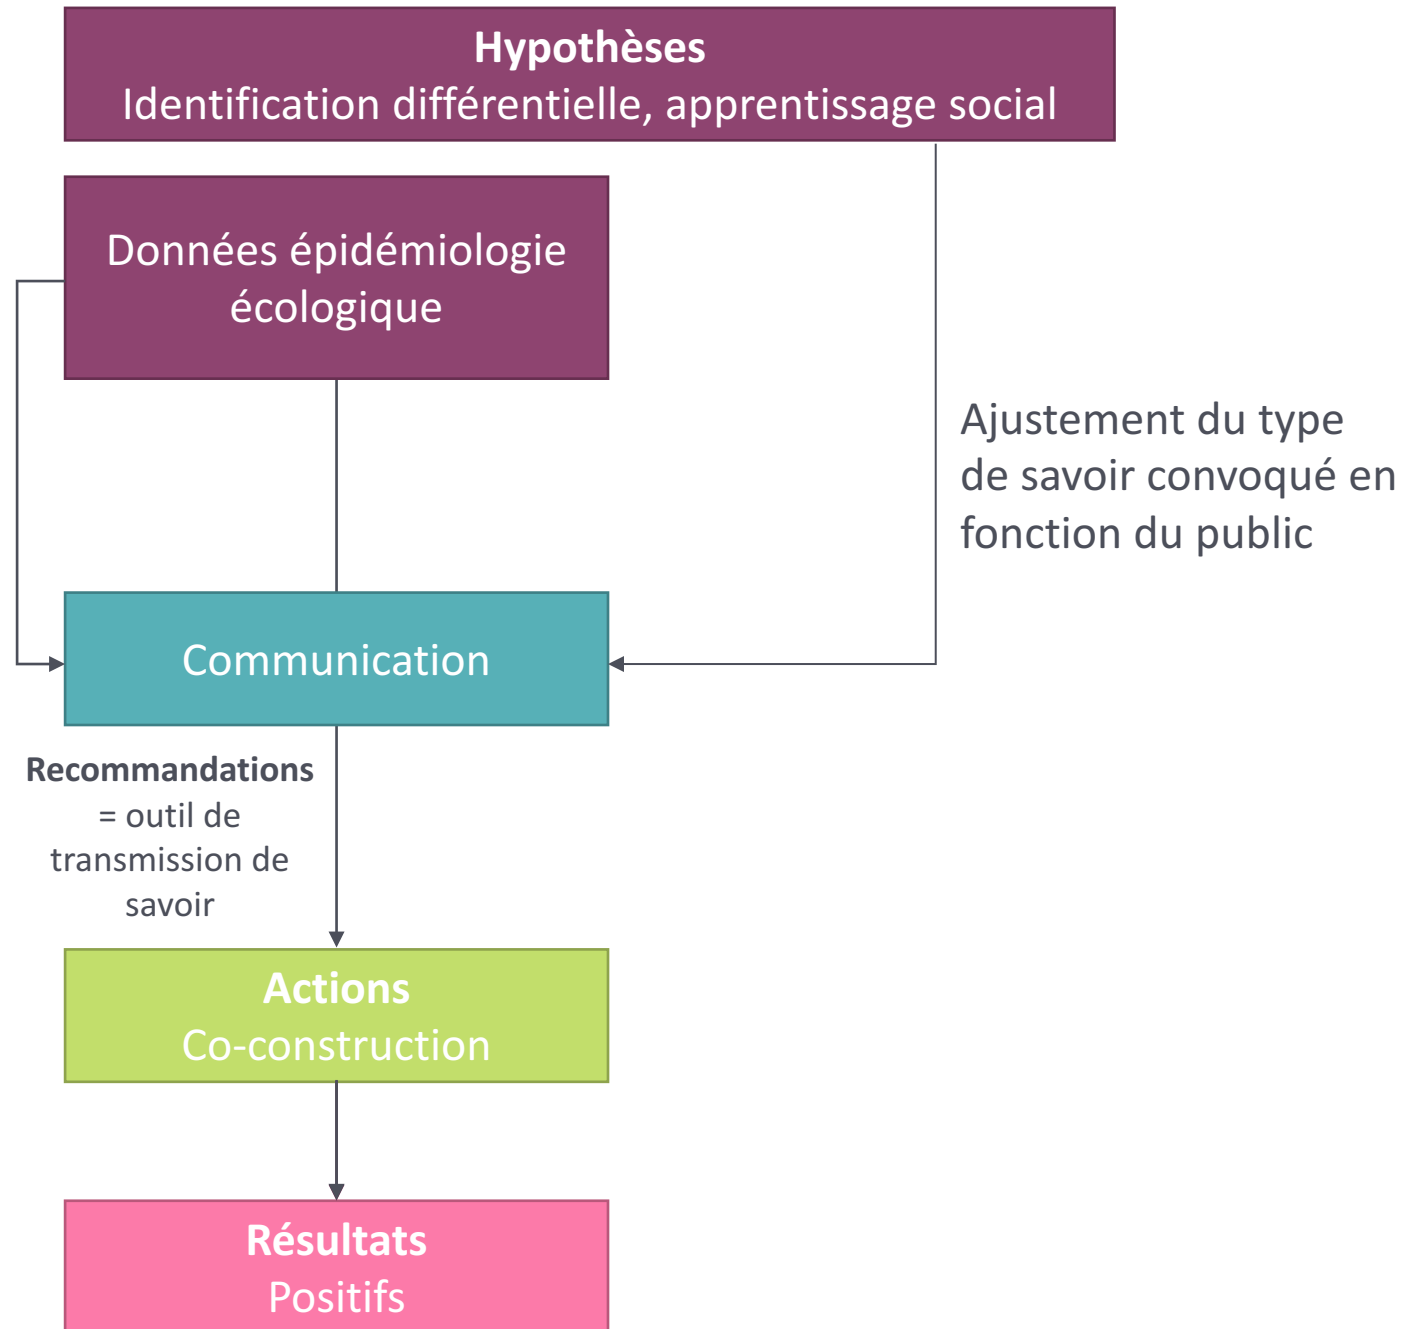 Hypothèses
Identification différentielle, apprentissage social
Données épidémiologie
écologique
Ajustement du type
de savoir convoqué en
fonction du public
Communication
Recommandations
= outil de
transmission de
savoir
Actions
Co-construction
Résultats
Positifs